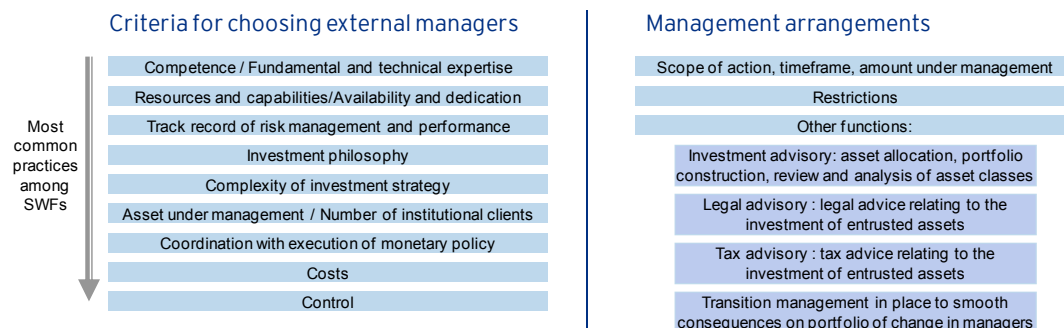 Criteria for choosing external managers
Most
common
practices
among
SWFs
Competence / Fundamental and technical expertise
Resources and capabilities/Availability and dedication
Track record of risk management and performance
Investment philosophy
Complexity of investment strategy
Asset under management / Number of institutional clients
Coordination with execution of monetary policy
Costs
Control
Management arrangements
Scope of action, timeframe, amount under management
Restrictions
Other functions:
Investment advisory: asset allocation, portfolio
construction, review and analysis of asset classes
Legal advisory : legal advice relating to the
investment of entrusted assets
Tax advisory : tax advice relating to the
investment of entrusted assets
Transition management in place to smooth
consequences on portfolio of change in managers